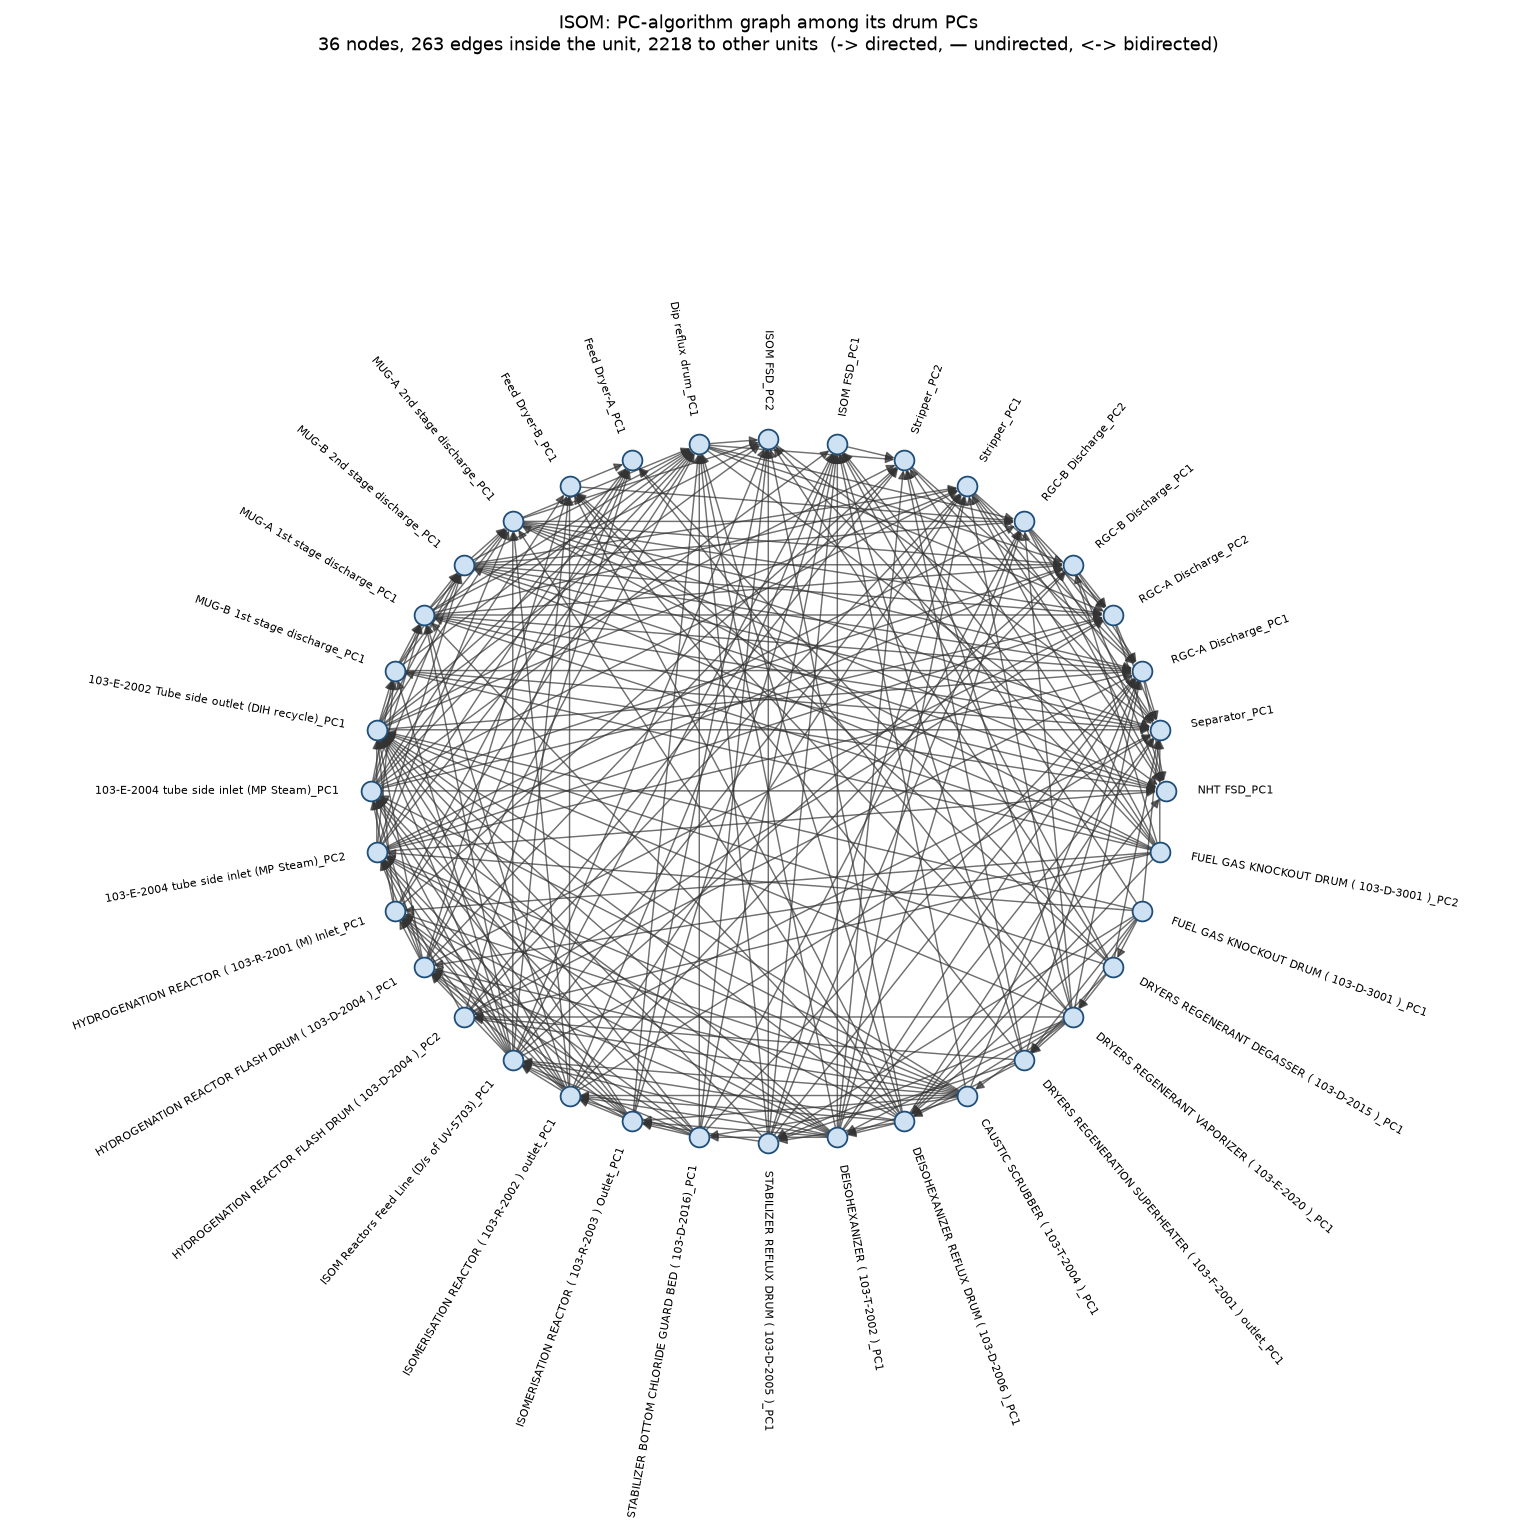 ISOM: PC-algorithm graph among its drum PCs
36 nodes, 263 edges inside the unit, 2218 to other units  (-> directed, — undirected, <-> bidirected)
Dip reflux drum_PC1
ISOM FSD_PC2
ISOM FSD_PC1
Stripper_PC2
Stripper_PC1
RGC-B Discharge_PC2
RGC-B Discharge_PC1
RGC-A Discharge_PC2
RGC-A Discharge_PC1
Separator_PC1
NHT FSD_PC1
FUEL GAS KNOCKOUT DRUM ( 103-D-3001 )_PC2
FUEL GAS KNOCKOUT DRUM ( 103-D-3001 )_PC1
DRYERS REGENERANT DEGASSER ( 103-D-2015 )_PC1
DRYERS REGENERANT VAPORIZER ( 103-E-2020 )_PC1
DRYERS REGENERATION SUPERHEATER ( 103-F-2001 ) outlet_PC1
CAUSTIC SCRUBBER ( 103-T-2004 )_PC1
DEISOHEXANIZER REFLUX DRUM ( 103-D-2006 )_PC1
DEISOHEXANIZER ( 103-T-2002 )_PC1
STABILIZER REFLUX DRUM ( 103-D-2005 )_PC1
STABILIZER BOTTOM CHLORIDE GUARD BED ( 103-D-2016)_PC1
ISOMERISATION REACTOR ( 103-R-2003 ) Outlet_PC1
ISOMERISATION REACTOR ( 103-R-2002 ) outlet_PC1
ISOM Reactors Feed Line (D/s of UV-5703)_PC1
HYDROGENATION REACTOR FLASH DRUM ( 103-D-2004 )_PC2
HYDROGENATION REACTOR FLASH DRUM ( 103-D-2004 )_PC1
HYDROGENATION REACTOR ( 103-R-2001 (M) Inlet_PC1
103-E-2004 tube side inlet (MP Steam)_PC2
103-E-2004 tube side inlet (MP Steam)_PC1
103-E-2002 Tube side outlet (DIH recycle)_PC1
MUG-B 1st stage discharge_PC1
MUG-A 1st stage discharge_PC1
MUG-B 2nd stage discharge_PC1
MUG-A 2nd stage discharge_PC1
Feed Dryer-B_PC1
Feed Dryer-A_PC1